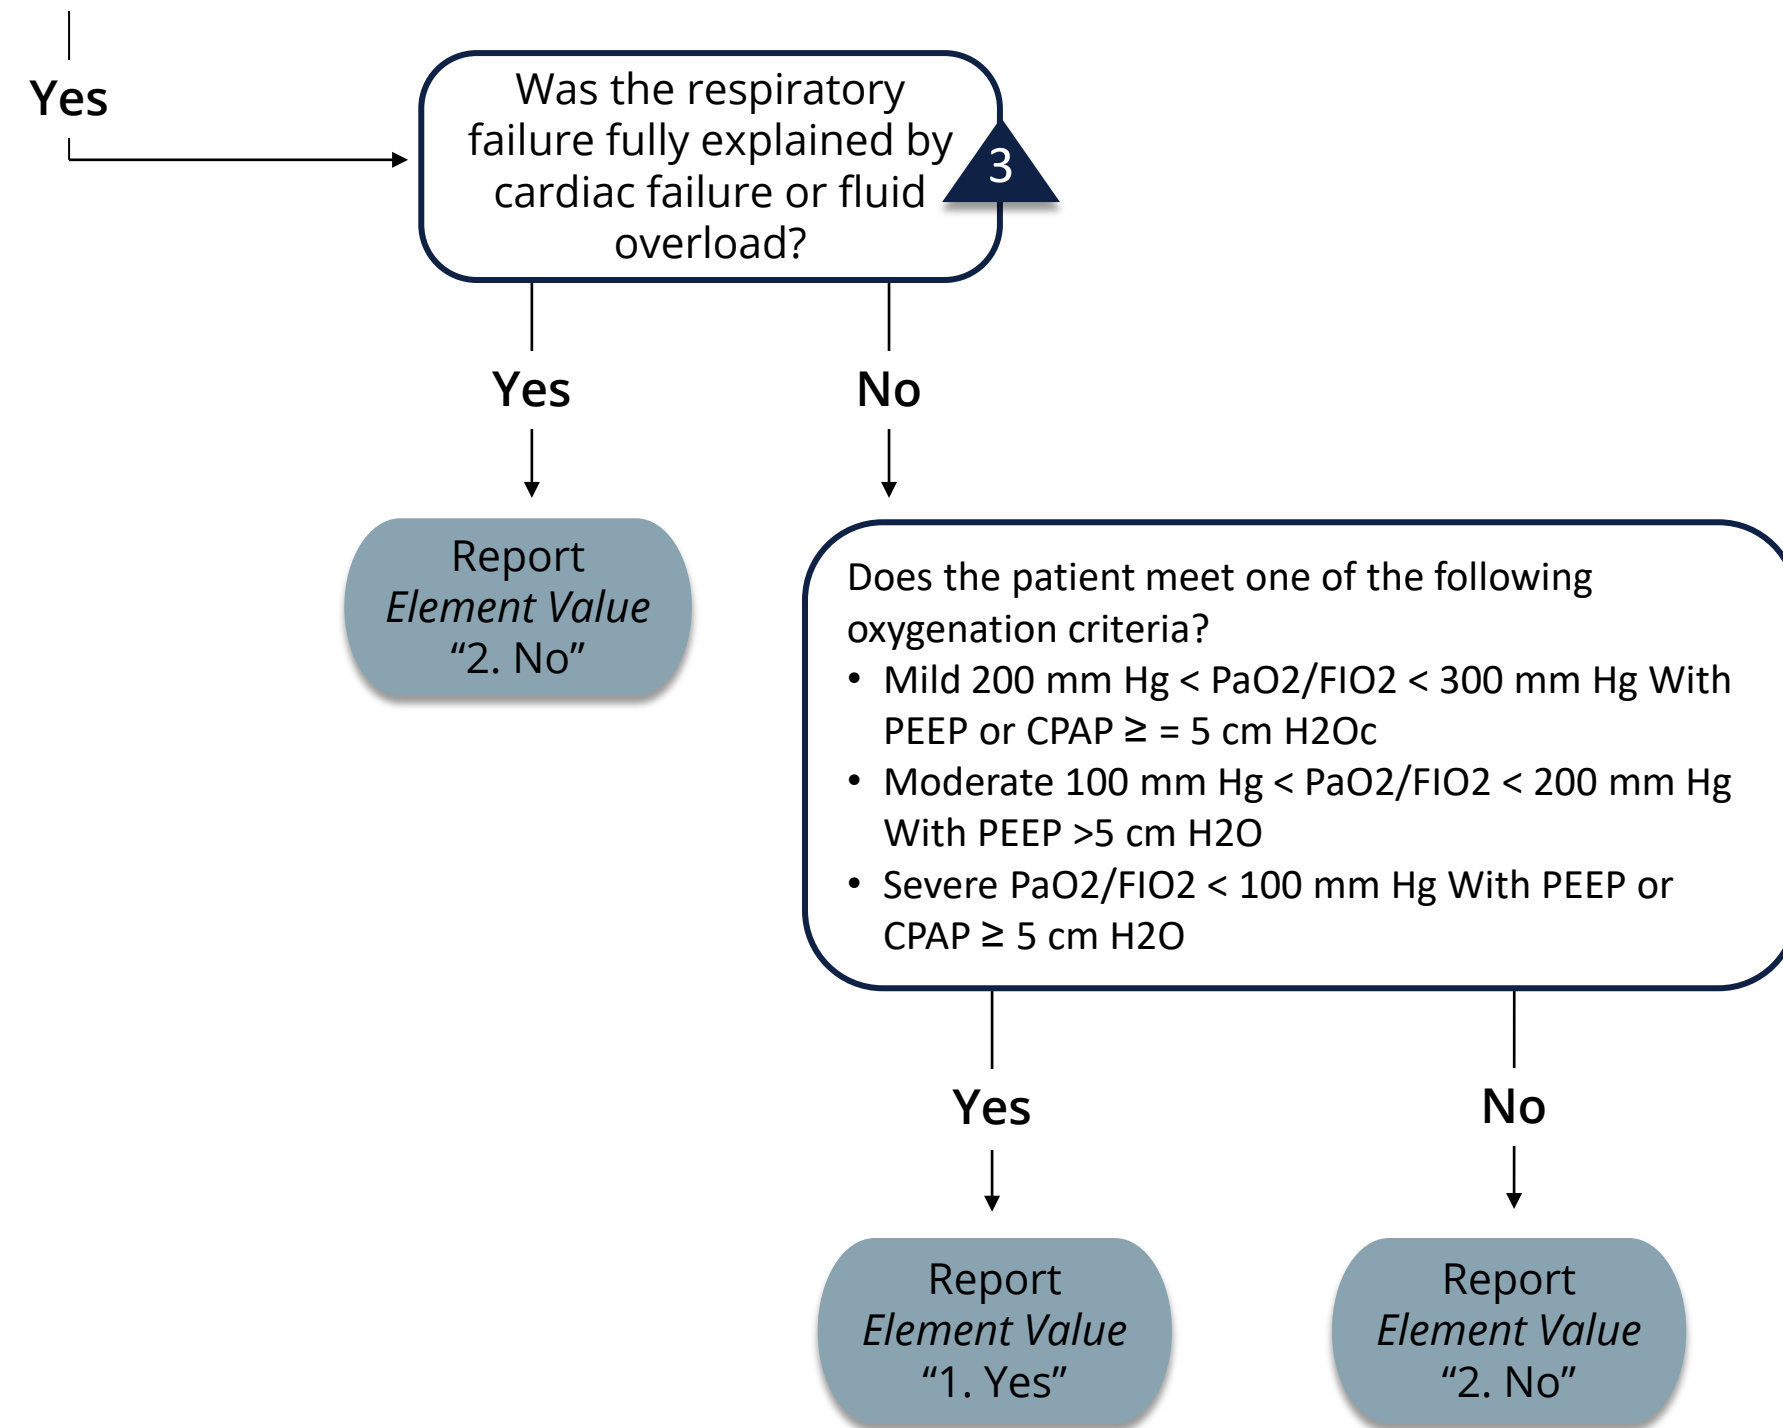 Yes
Was the respiratory
failure fully explained by
cardiac failure or fluid
overload?
3
Yes
No
Report
Element Value
“2. No”
Does the patient meet one of the following
oxygenation criteria?
• Mild 200 mm Hg < PaO2/FIO2 < 300 mm Hg With
PEEP or CPAP ≥ = 5 cm H2Oc
• Moderate 100 mm Hg < PaO2/FIO2 < 200 mm Hg
With PEEP >5 cm H2O
• Severe PaO2/FIO2 < 100 mm Hg With PEEP or
CPAP ≥ 5 cm H2O
Yes
No
Report
Element Value
“1. Yes”
Report
Element Value
“2. No”